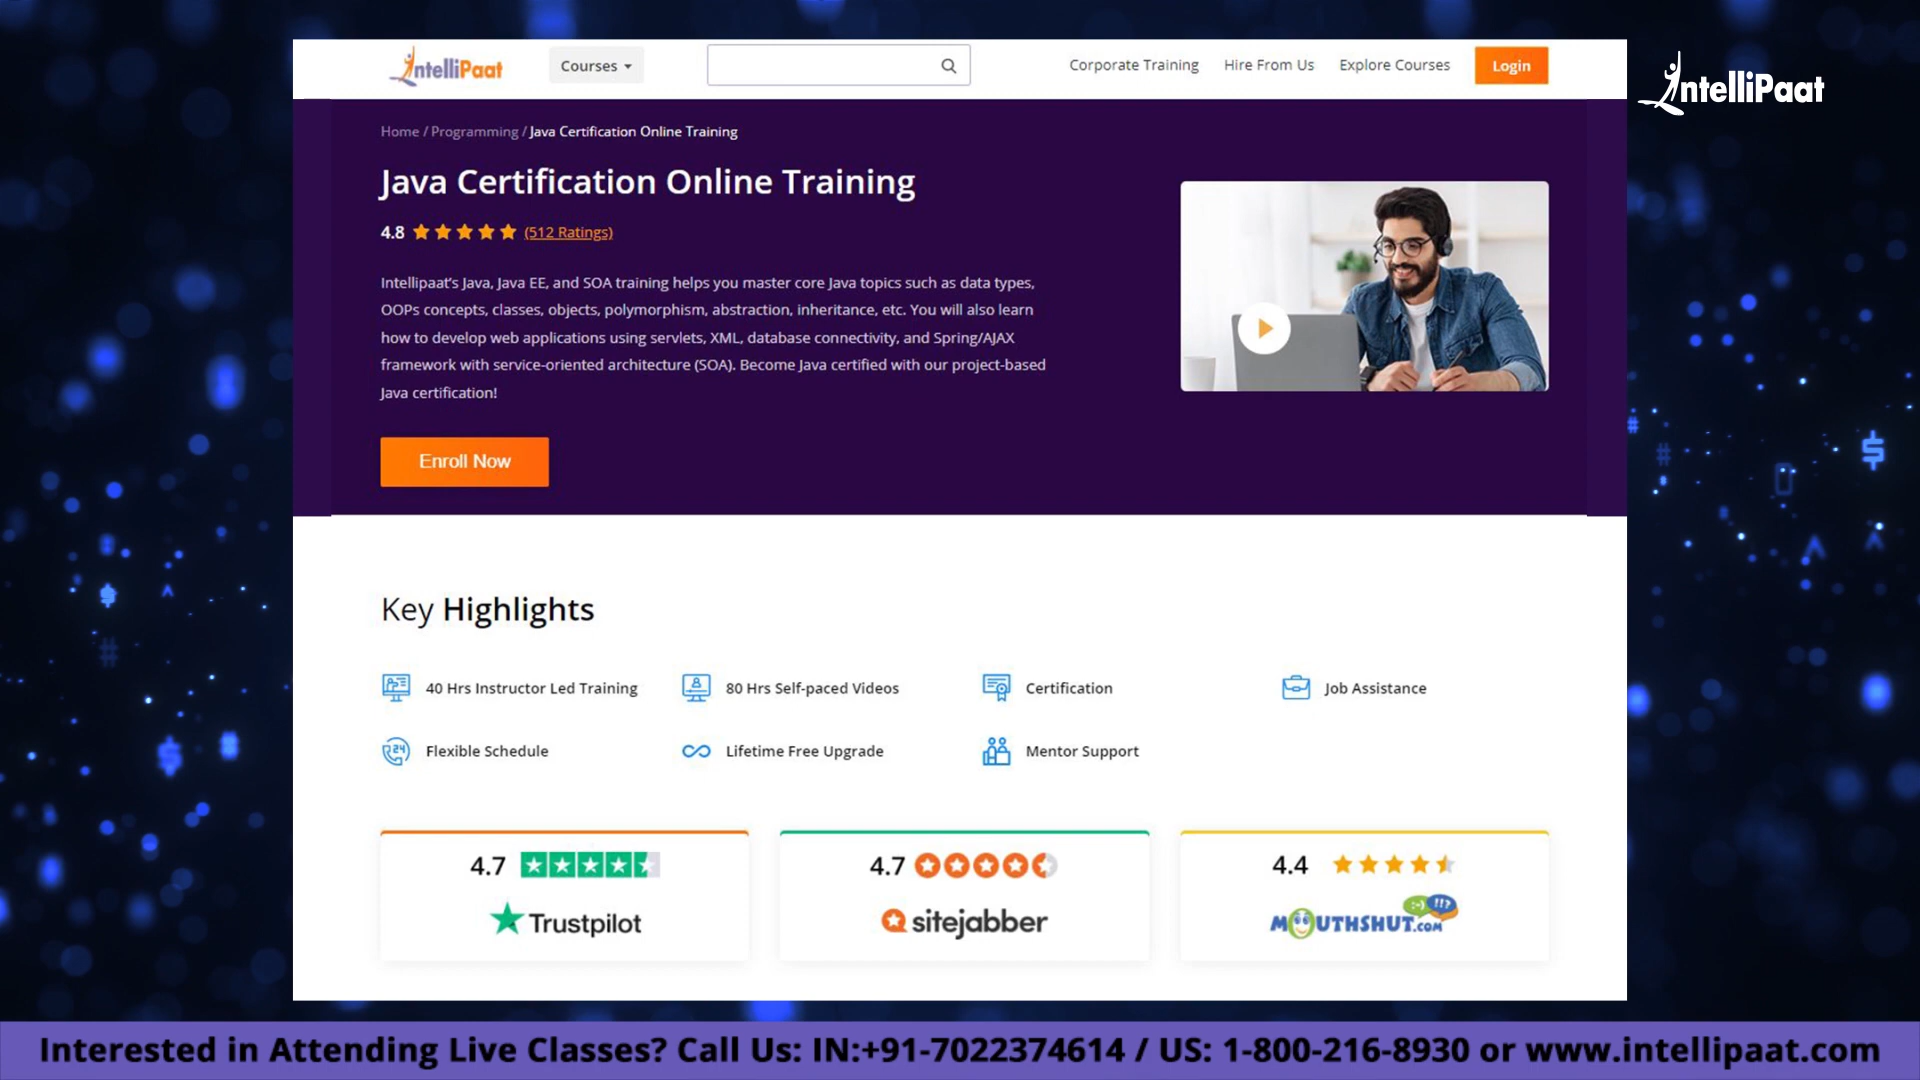 IntelliPaat
Courses
Corporate Training
Hire From Us
Explore Courses
Login
IntelliPaat
Home / Programming / Java Certification Online Training
Java Certification Online Training
4.8 (512 Ratings)
Intellipaat's Java, Java EE, and SOA training helps you master core Java topics such as data types,
OOPs concepts, classes, objects, polymorphism, abstraction, inheritance, etc. You will also learn
how to develop web applications using servlets, XML, database connectivity, and Spring/AJAX
framework with service-oriented architecture (SOA). Become Java certified with our project-based
Java certification!
Enroll Now
Key Highlights
40 Hrs Instructor Led Training
80 Hrs Self-paced Videos
Certification
Job Assistance
24
Flexible Schedule
Lifetime Free Upgrade
Mentor Support
4.7
Trustpilot
4.7
sitejabber
4.4
:-) !!?
MOUTHSHUT.COM
Interested in Attending Live Classes? Call Us: IN:+91-7022374614 / US: 1-800-216-8930 or www.intellipaat.com